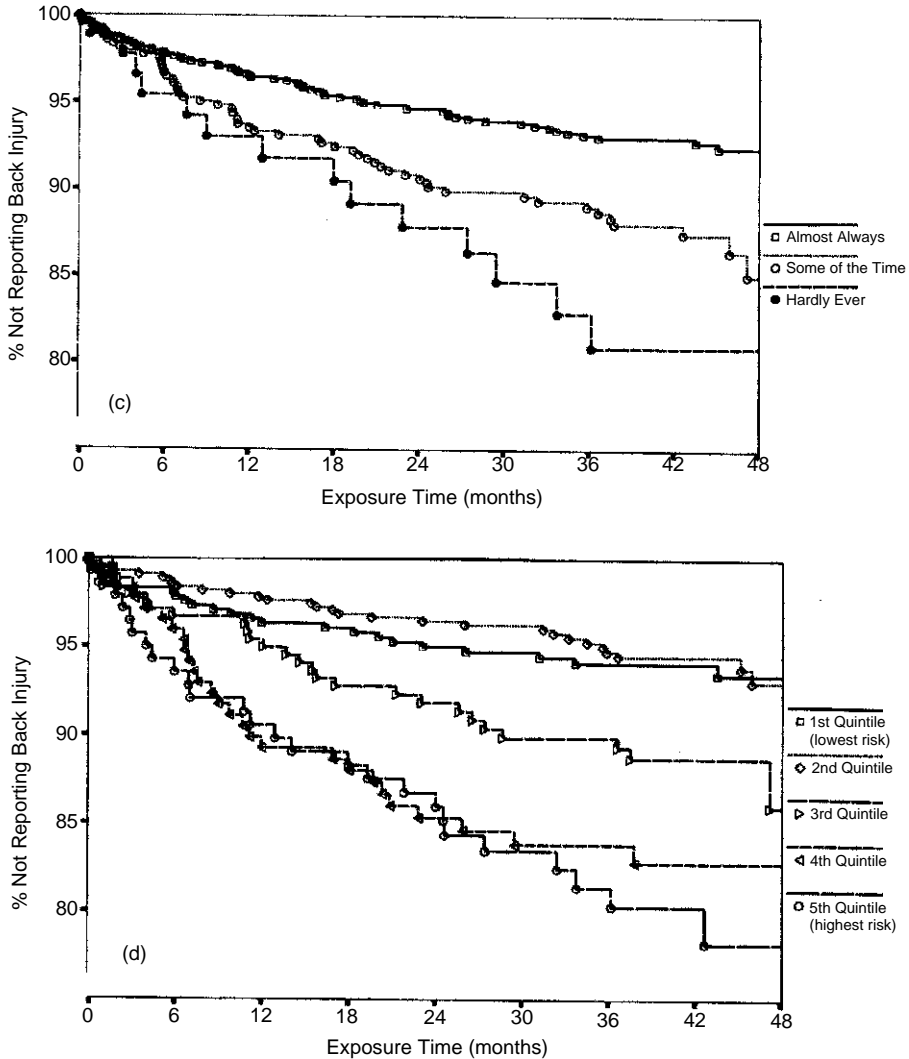 100
95
90
85
80
% Not Reporting Back Injury
(c)
Almost Always
Some of the Time
Hardly Ever
0 6 12 18 24 30 36 42 48
Exposure Time (months)
100
95
90
85
80
% Not Reporting Back Injury
(d)
1st Quintile
(lowest risk)
2nd Quintile
3rd Quintile
4th Quintile
5th Quintile
(highest risk)
0 6 12 18 24 30 36 42 48
Exposure Time (months)